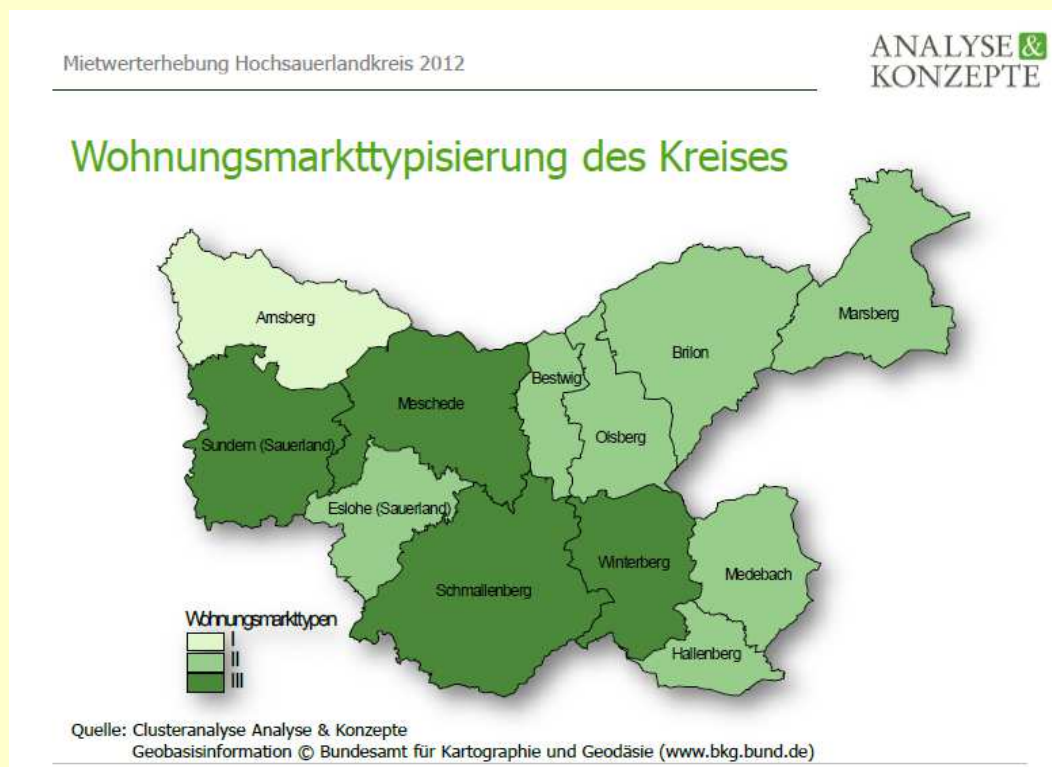 Mietwerterhebung Hochsauerlandkreis 2012
ANALYSE &
KONZEPTE
Wohnungsmarkttypisierung des Kreises
Arnsberg
Marsberg
Brilon
Bestwig
Meschede
Olsberg
Sundern (Sauerland)
Eslohe (Sauerland)
Winterberg
Medebach
Schmallenberg
Hallenberg
Wohnungsmarkttypen
I
II
III
Quelle: Clusteranalyse Analyse & Konzepte
Geobasisinformation © Bundesamt für Kartographie und Geodäsie (www.bkg.bund.de)